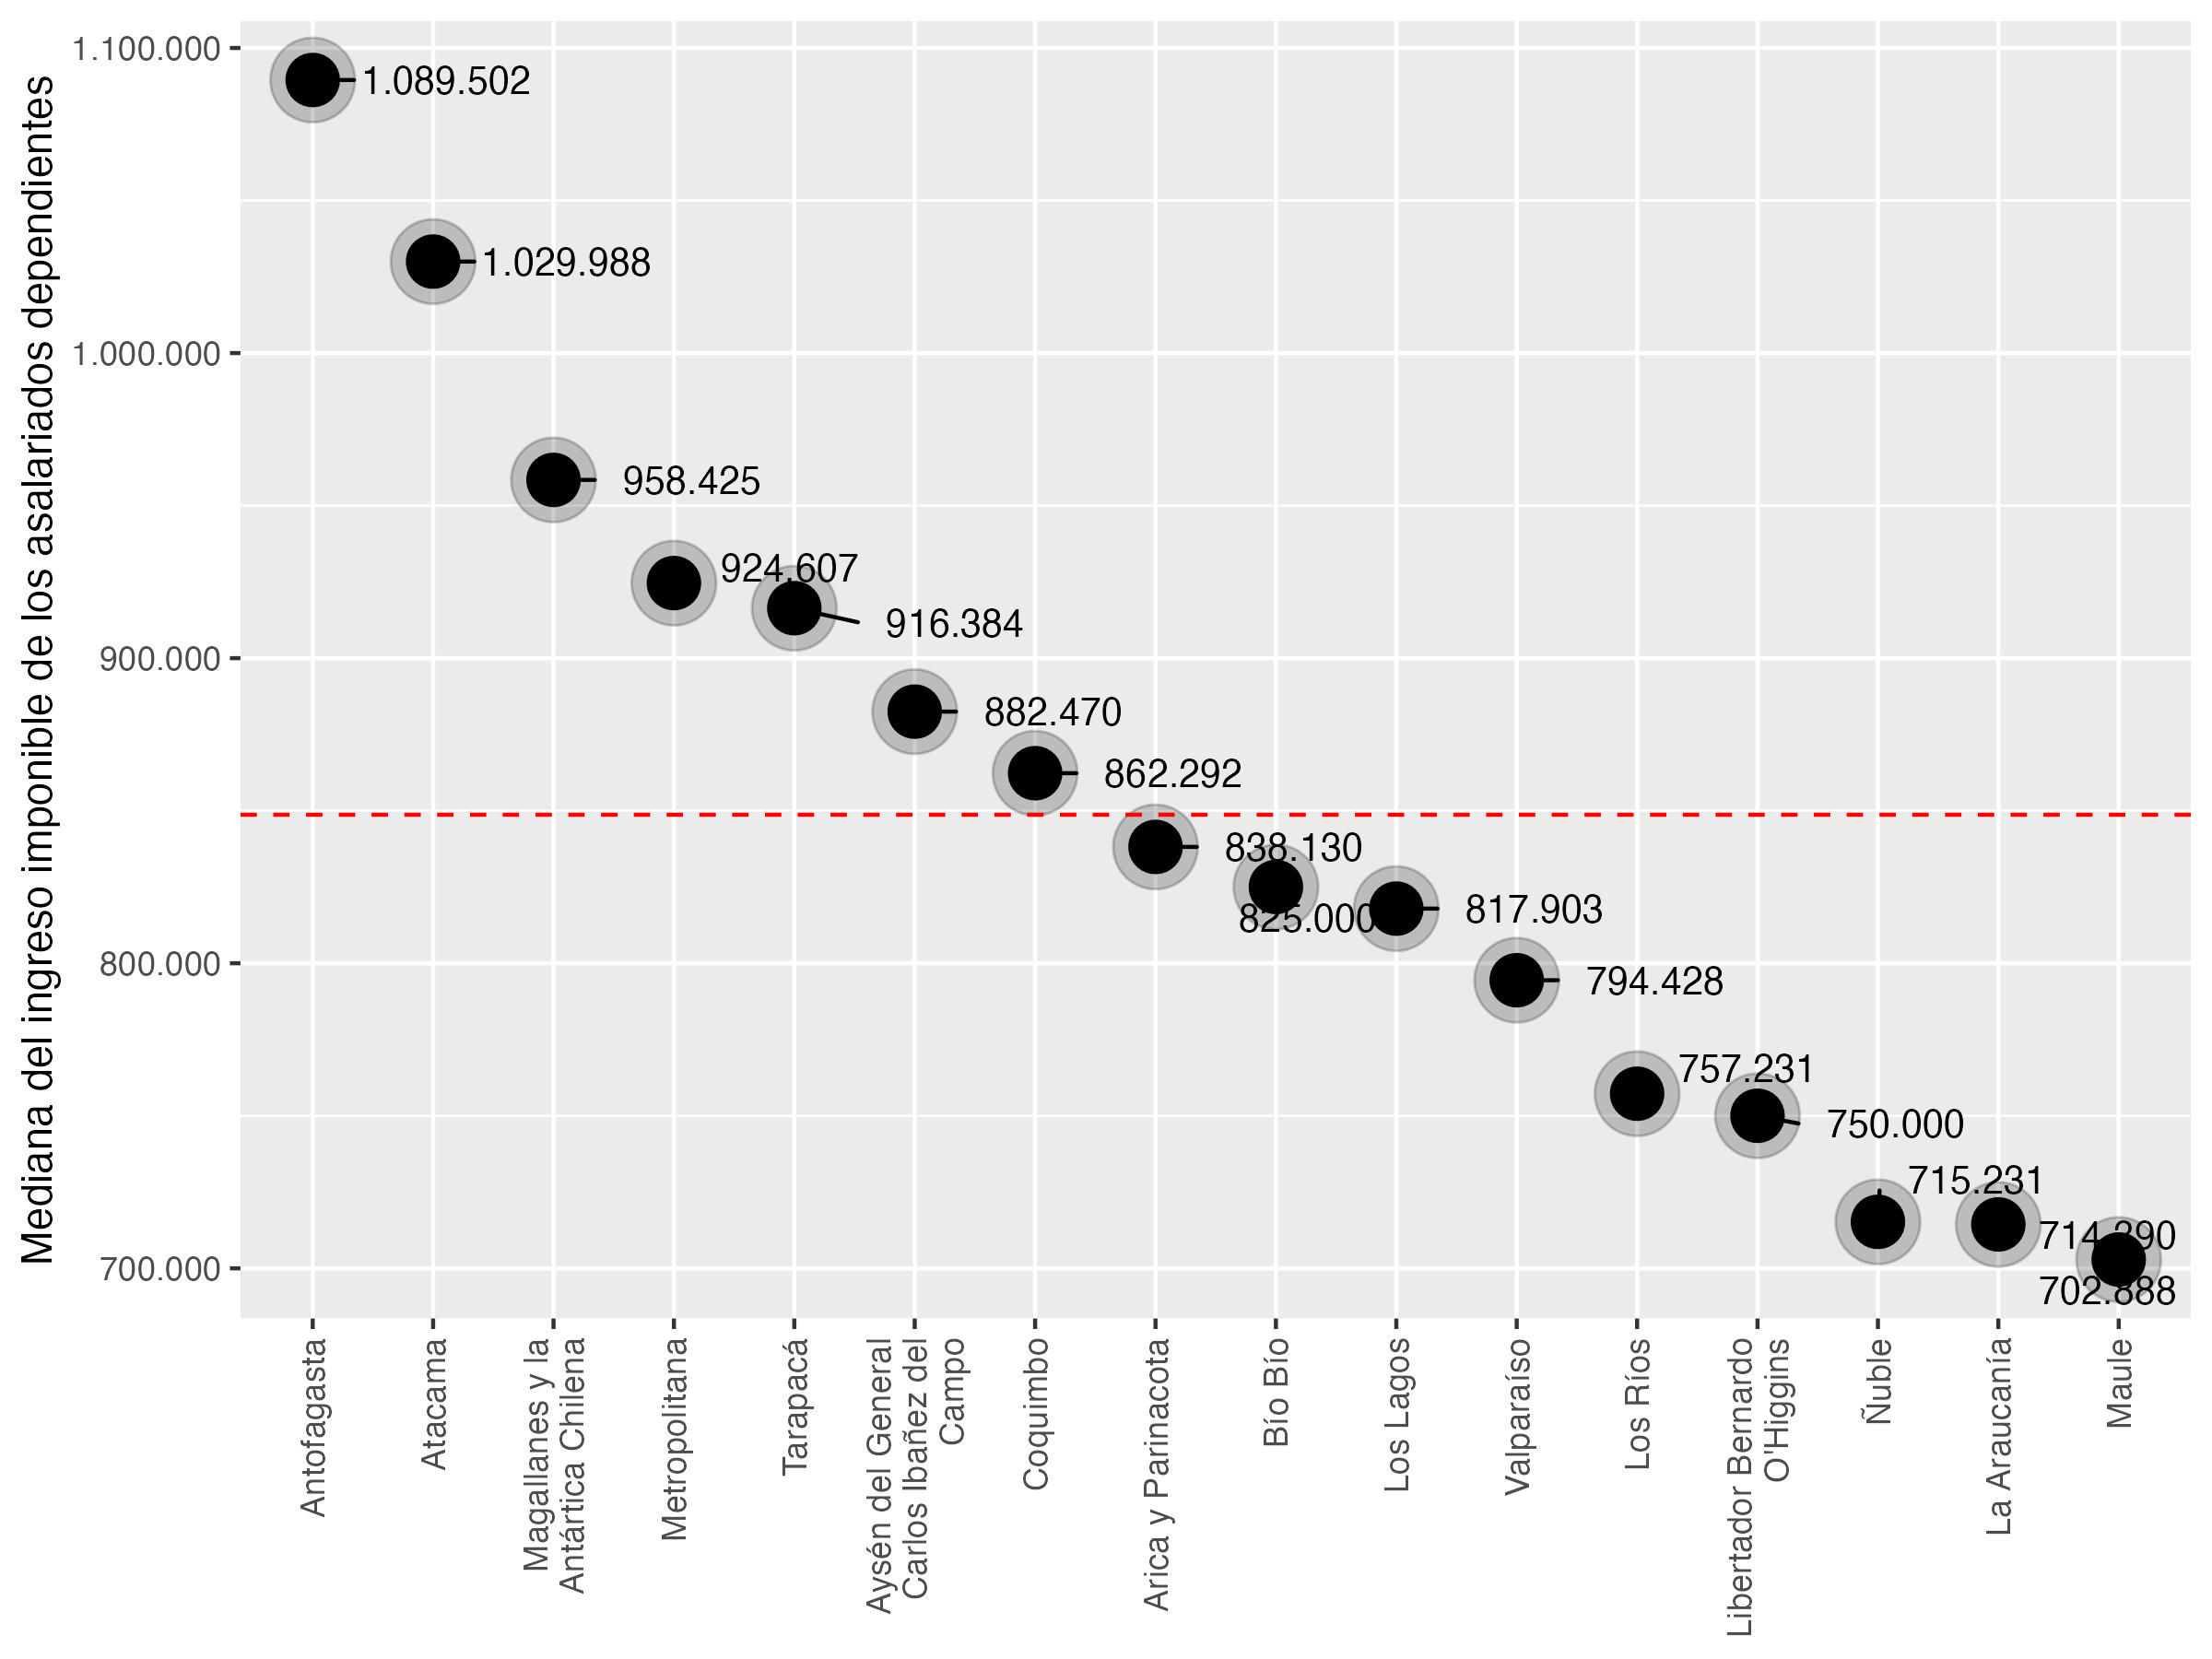 Mediana del ingreso imponible de los asalariados dependientes
1.100.000
1.000.000
900.000
800.000
700.000
1.089.502
1.029.988
958.425
924.607
916.384
882.470
862.292
838.130
825.000
817.903
794.428
757.231
750.000
715.231
714.290
702.888
Antofagasta
Atacama
Magallanes y la
Antártica Chilena
Metropolitana
Tarapacá
Aysén del General
Carlos Ibañez del
Campo
Coquimbo
Arica y Parinacota
Bío Bío
Los Lagos
Valparaíso
Los Ríos
Libertador Bernardo
O'Higgins
Ñuble
La Araucanía
Maule